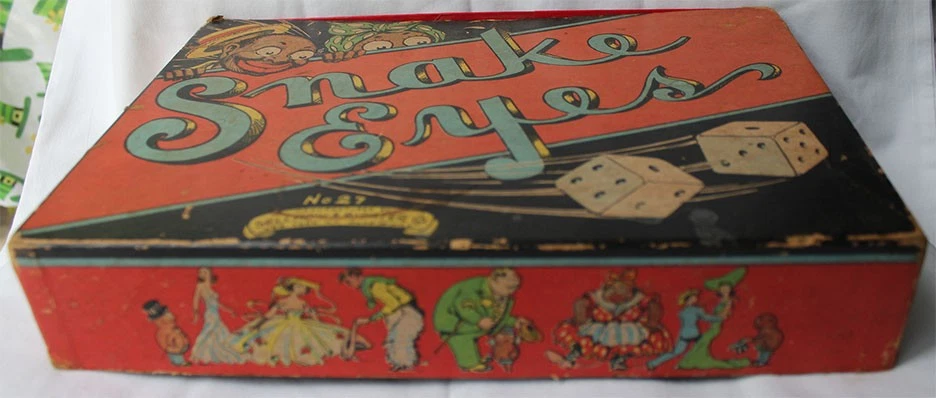 Snake
Eyes
No 27